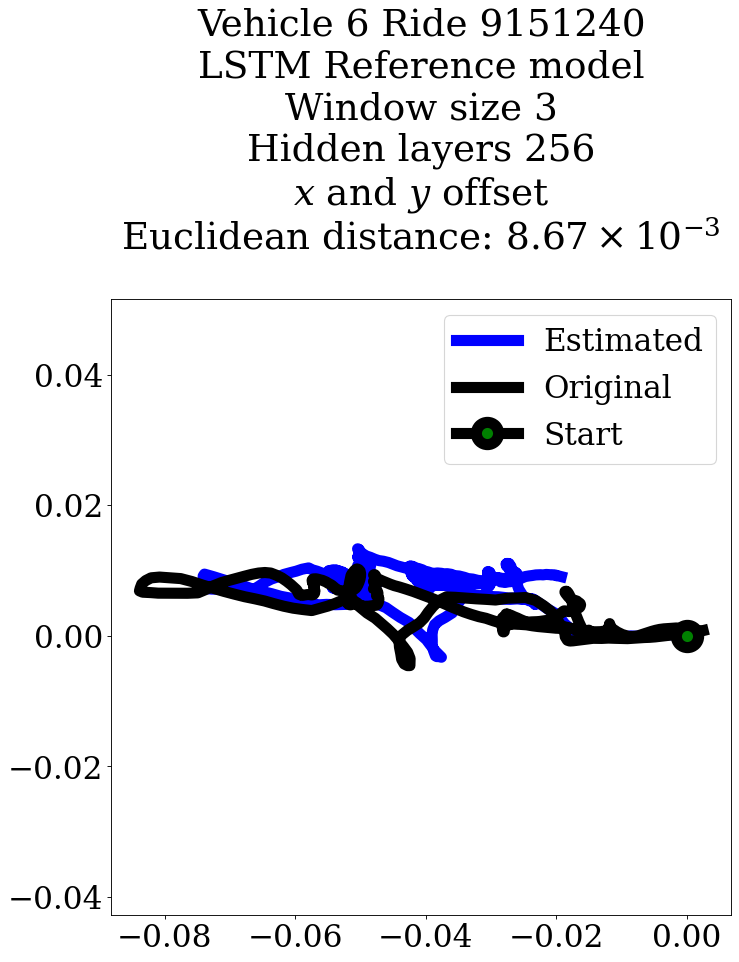 Vehicle 6 Ride 9151240
LSTM Reference model
Window size 3
Hidden layers 256
x and y offset
Euclidean distance: 8.67 × 10⁻³
Estimated
Original
Start
0.04
0.02
0.00
−0.02
−0.04
−0.08 −0.06 −0.04 −0.02 0.00